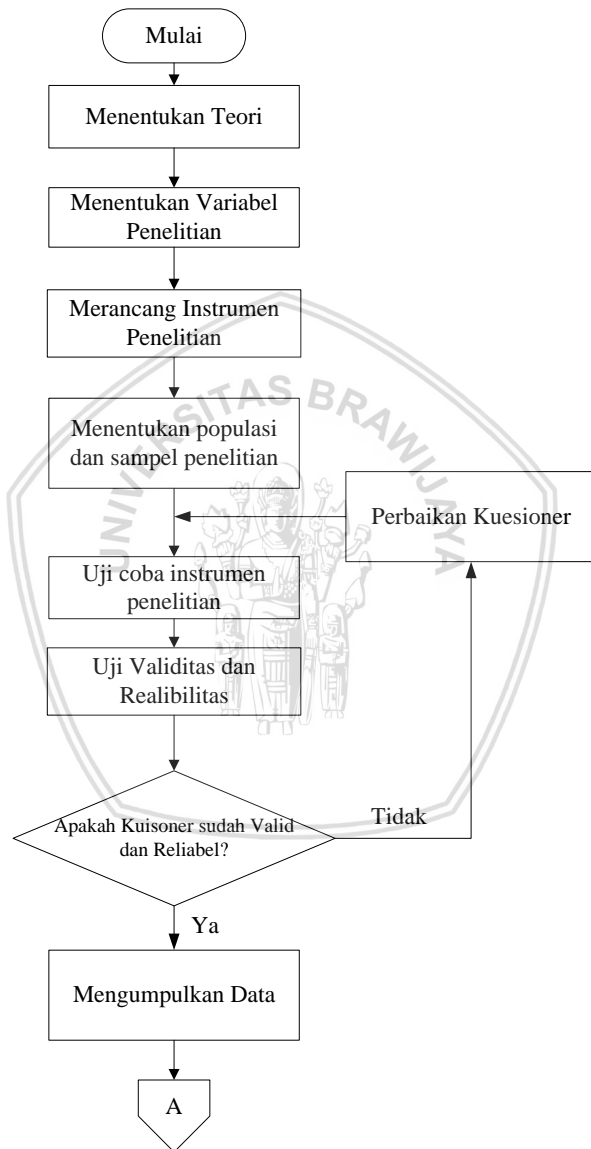 Mulai
Menentukan Teori
Menentukan Variabel
Penelitian
Merancang Instrumen
Penelitian
UNIVERSITAS BRAWIJAYA
Menentukan populasi
dan sampel penelitian
Perbaikan Kuesioner
Uji coba instrumen
penelitian
Uji Validitas dan
Realibilitas
Apakah Kuisoner sudah Valid
dan Reliabel?
Tidak
Ya
Mengumpulkan Data
A